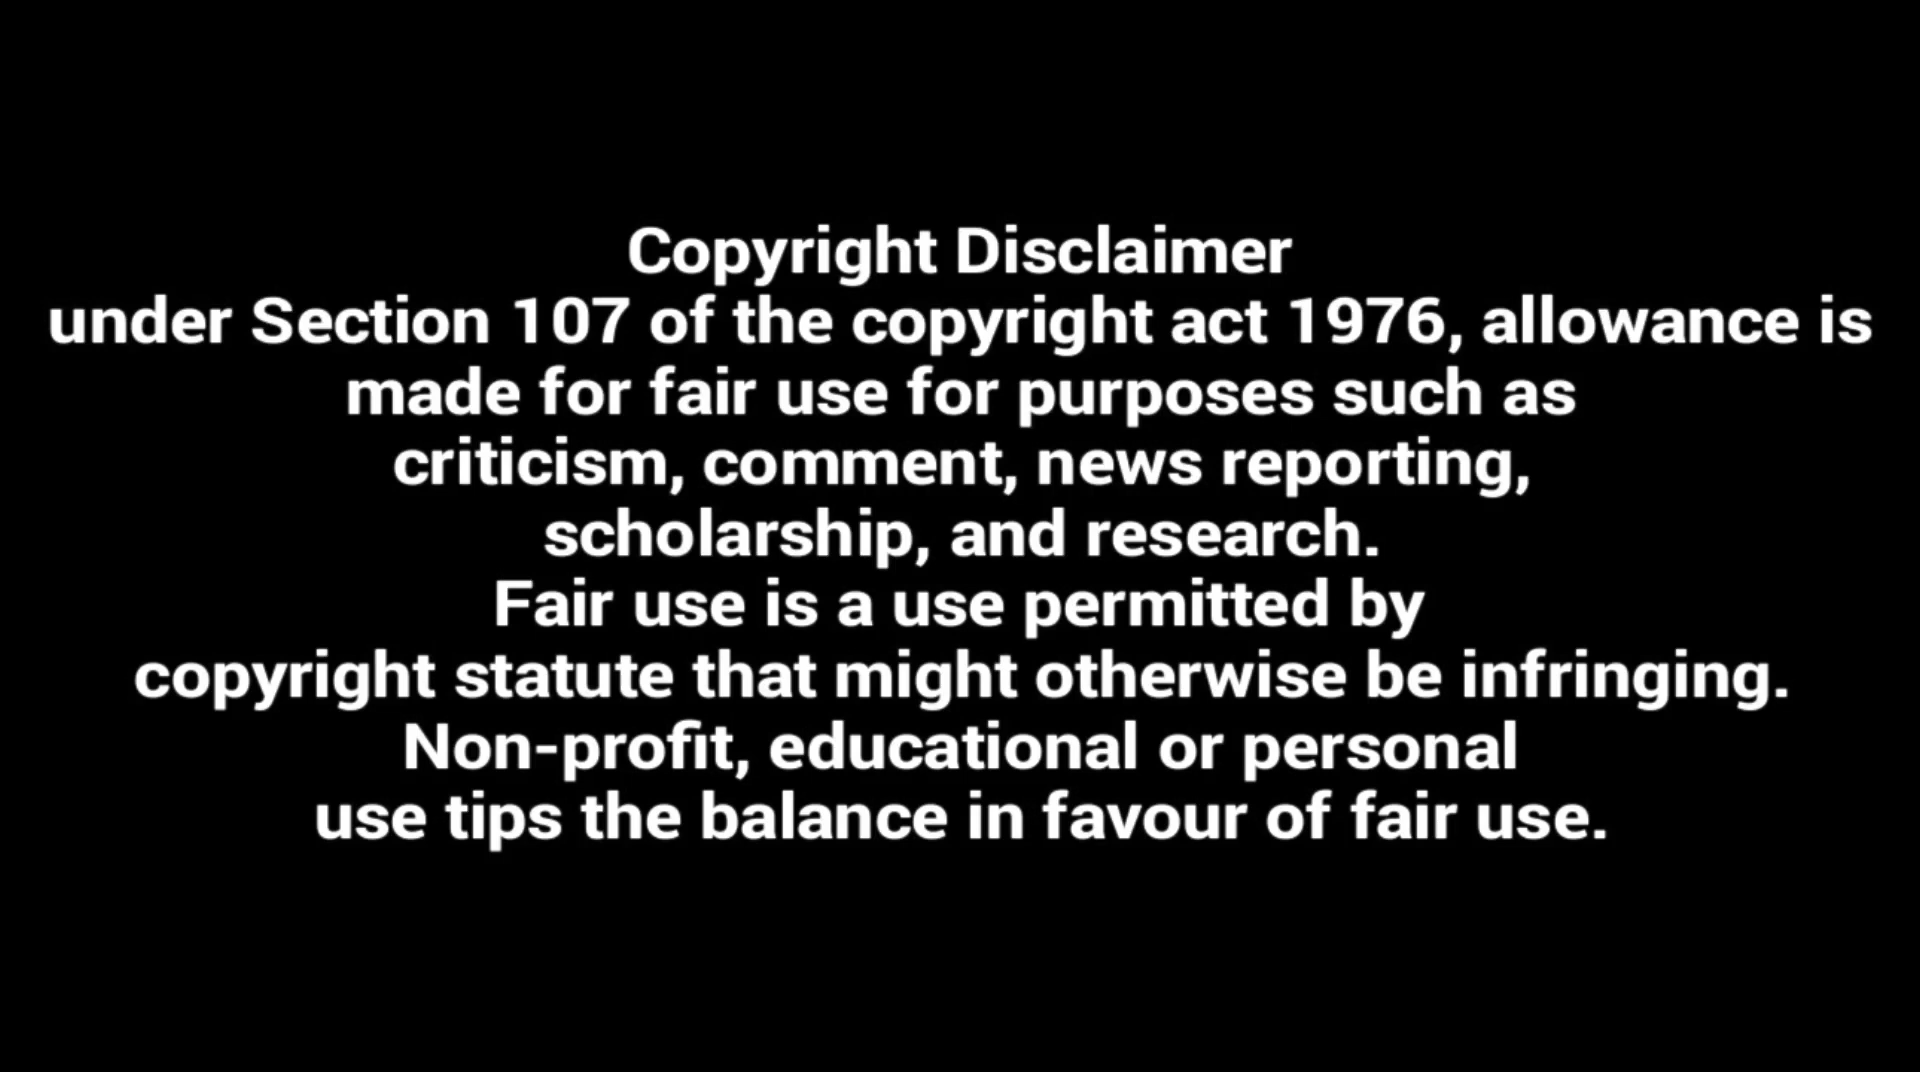 Copyright Disclaimer
under Section 107 of the copyright act 1976, allowance is
made for fair use for purposes such as
criticism, comment, news reporting,
scholarship, and research.
Fair use is a use permitted by
copyright statute that might otherwise be infringing.
Non-profit, educational or personal
use tips the balance in favour of fair use.